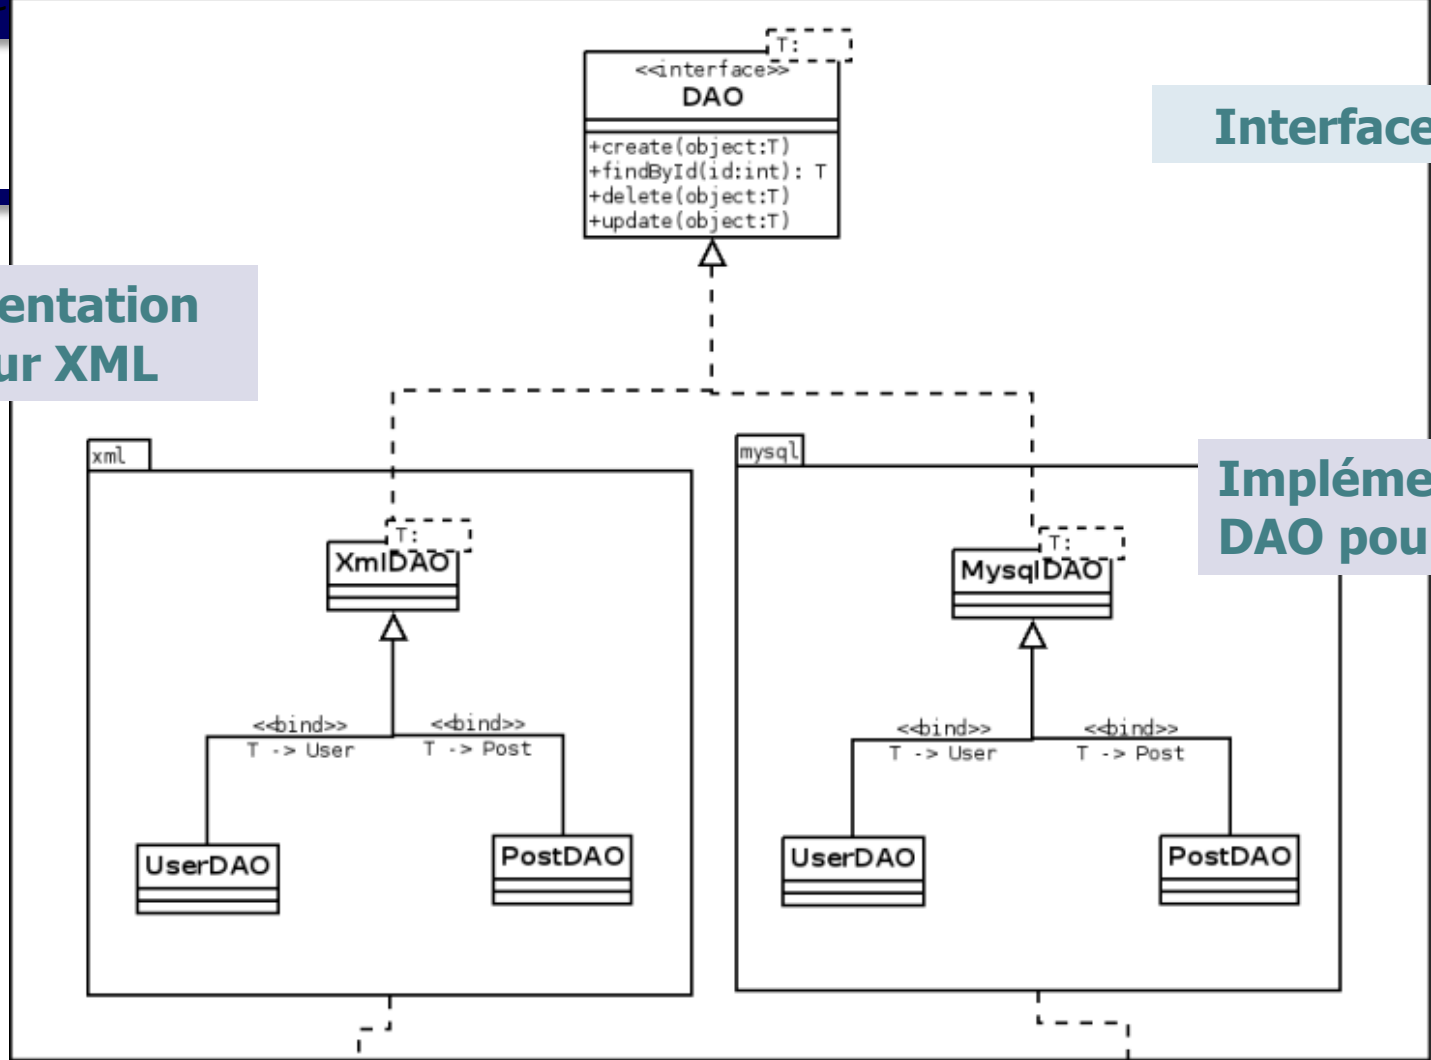 T:
<<interface>>
DAO
+create(object:T)
+findById(id:int): T
+delete(object:T)
+update(object:T)
Interface
entation
ur XML
xml
T:
XmlDAO
<<bind>>
T -> User
<<bind>>
T -> Post
UserDAO
PostDAO
mysql
Impléme
DAO pou
T:
MysqlDAO
<<bind>>
T -> User
<<bind>>
T -> Post
UserDAO
PostDAO